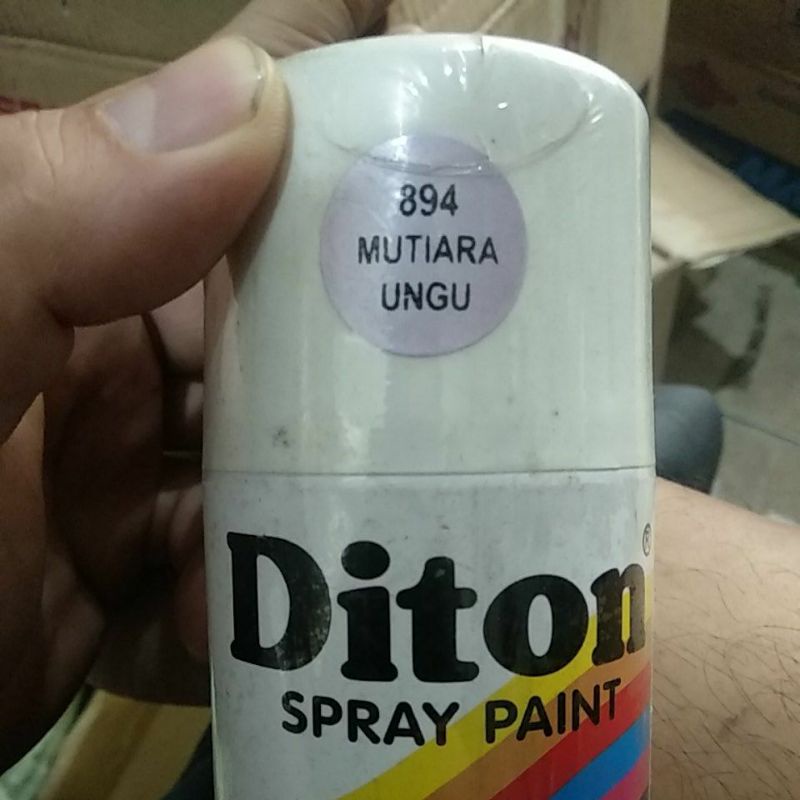 894
MUTIARA
UNGU
Diton®
SPRAY PAINT